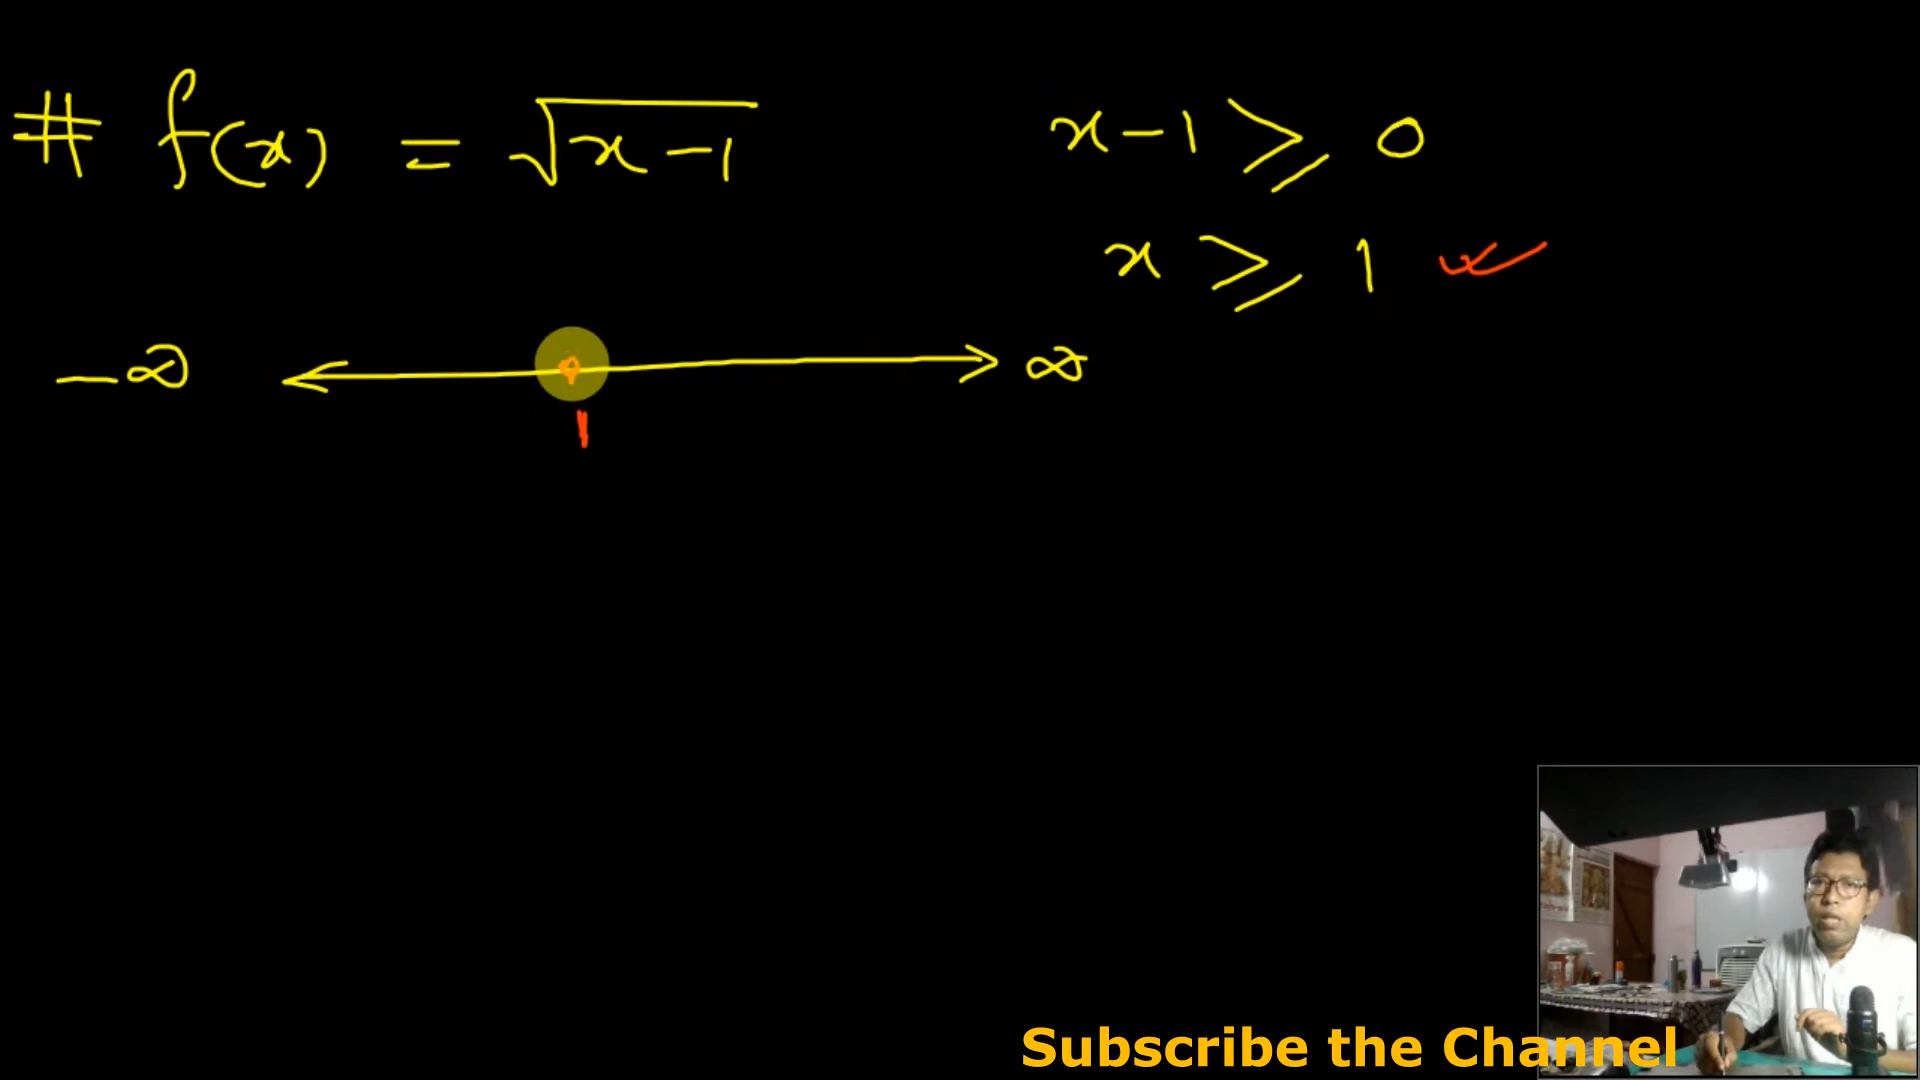 # f(x) = √x-1
x-1 ≥ 0
x ≥ 1
-∞ ∞
1
Subscribe the Channel